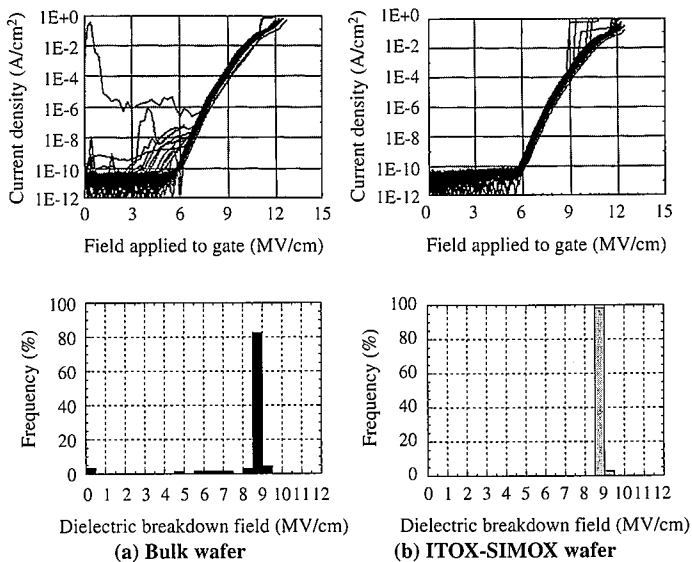 Current density (A/cm²)
1E+0
1E-2
1E-4
1E-6
1E-8
1E-10
1E-12
0 3 6 9 12 15
Field applied to gate (MV/cm)
Current density (A/cm²)
1E+0
1E-2
1E-4
1E-6
1E-8
1E-10
1E-12
0 3 6 9 12 15
Field applied to gate (MV/cm)
Frequency (%)
100
80
60
40
20
0
0 1 2 3 4 5 6 7 8 9 10 11 12
Dielectric breakdown field (MV/cm)
(a) Bulk wafer
Frequency (%)
100
80
60
40
20
0
0 1 2 3 4 5 6 7 8 9 10 11 12
Dielectric breakdown field (MV/cm)
(b) ITOX-SIMOX wafer